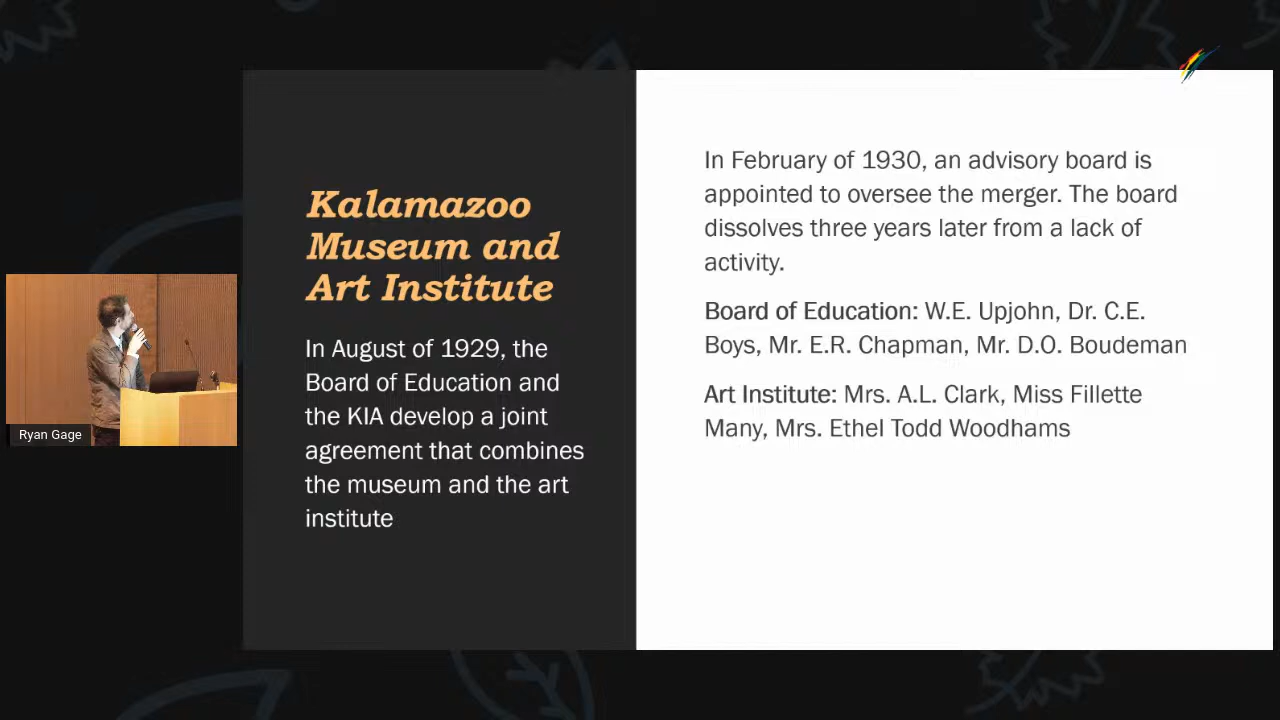 Kalamazoo
Museum and
Art Institute
In August of 1929, the
Board of Education and
the KIA develop a joint
agreement that combines
the museum and the art
institute
In February of 1930, an advisory board is
appointed to oversee the merger. The board
dissolves three years later from a lack of
activity.
Board of Education: W.E. Upjohn, Dr. C.E.
Boys, Mr. E.R. Chapman, Mr. D.O. Boudeman
Art Institute: Mrs. A.L. Clark, Miss Fillette
Many, Mrs. Ethel Todd Woodhams
Ryan Gage